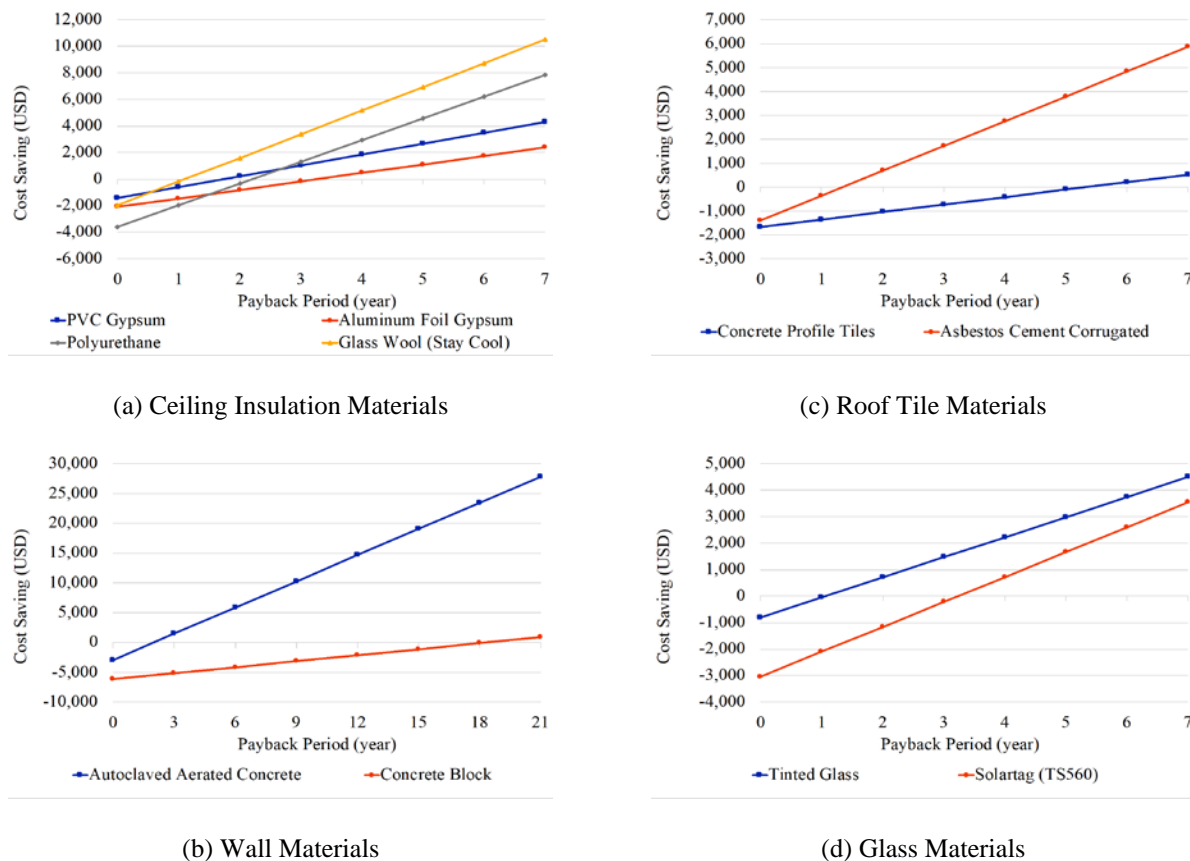 12,000
10,000
8,000
6,000
4,000
2,000
0
-2,000
-4,000
-6,000
Cost Saving (USD)
0 1 2 3 4 5 6 7
Payback Period (year)
PVC Gypsum Aluminum Foil Gypsum
Polyurethane Glass Wool (Stay Cool)
(a) Ceiling Insulation Materials
7,000
6,000
5,000
4,000
3,000
2,000
1,000
0
-1,000
-2,000
-3,000
Cost Saving (USD)
0 1 2 3 4 5 6 7
Payback Period (year)
Concrete Profile Tiles Asbestos Cement Corrugated
(c) Roof Tile Materials
30,000
25,000
20,000
15,000
10,000
5,000
0
-5,000
-10,000
Cost Saving (USD)
0 3 6 9 12 15 18 21
Payback Period (year)
Autoclaved Aerated Concrete Concrete Block
(b) Wall Materials
5,000
4,000
3,000
2,000
1,000
0
-1,000
-2,000
-3,000
-4,000
Cost Saving (USD)
0 1 2 3 4 5 6 7
Payback Period (year)
Tinted Glass Solartag (TS560)
(d) Glass Materials